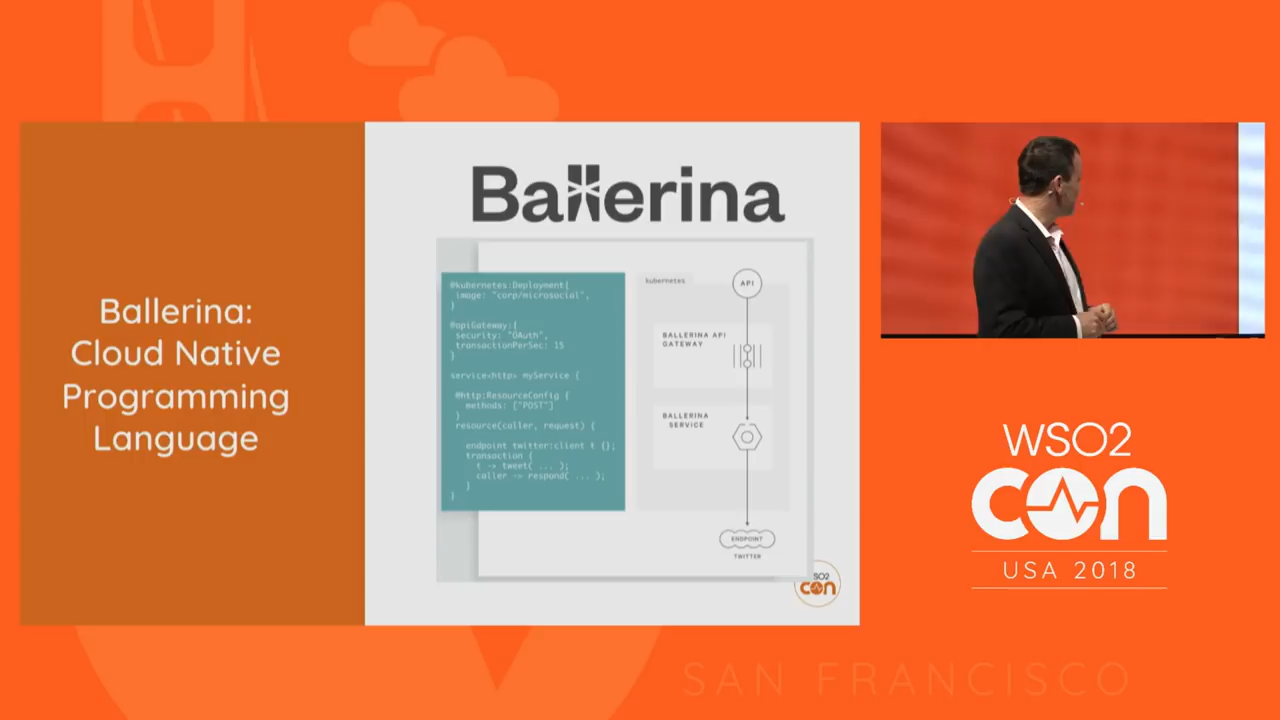 Ballerina:
Cloud Native
Programming
Language
Ballerina
@kubernetes:Deployment{
image: "corp/microsocial",
}
@apiGateway:{
security: "OAuth",
transactionPerSec: 15
}
service<http> myService {
@http:ResourceConfig {
methods: ["POST"]
}
resource(caller, request) {
endpoint twitter:client t {};
transaction {
t -> tweet( ... );
caller -> respond( ... );
}
}
kubernetes
API
BALLERINA API
GATEWAY
BALLERINA
SERVICE
ENDPOINT
TWITTER
SO2
con
WSO2
con
USA 2018
SAN FRANCISCO